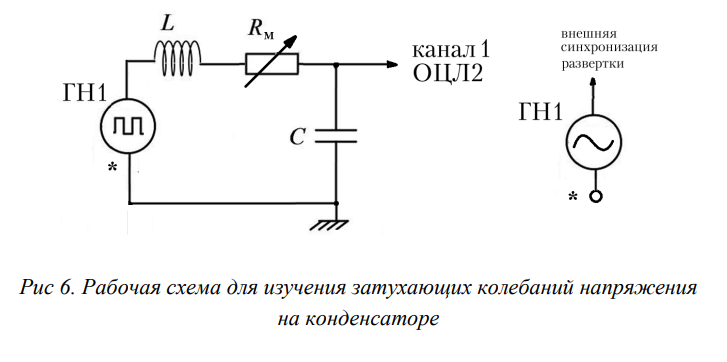 L
Rм
канал 1
ОЦЛ2
ГН1
*
C
внешняя
синхронизация
развертки
ГН1
*
Рис 6. Рабочая схема для изучения затухающих колебаний напряжения
на конденсаторе